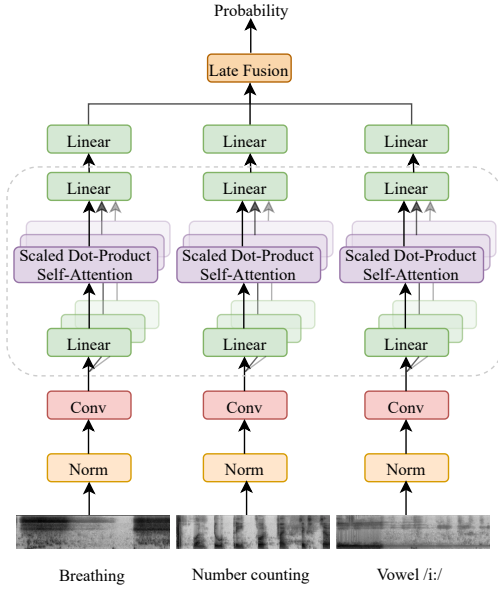 Probability
Late Fusion
Linear Linear Linear
Linear Linear Linear
Scaled Dot-Product Scaled Dot-Product Scaled Dot-Product
Self-Attention Self-Attention Self-Attention
Linear Linear Linear
Conv Conv Conv
Norm Norm Norm
Breathing Number counting Vowel /i:/